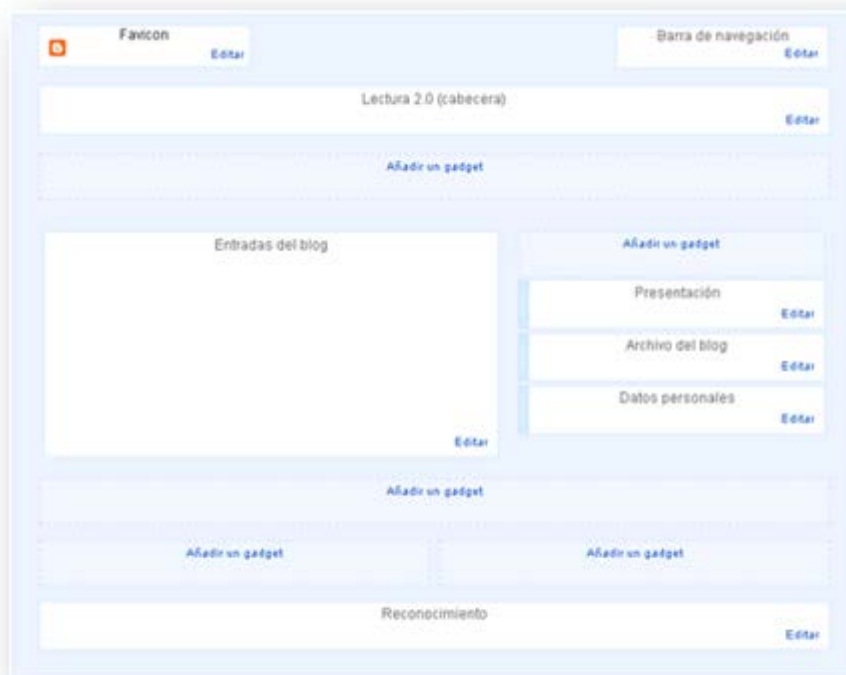 Favicon
Editar
Barra de navegación
Editar
Lectura 2.0 (cabecera)
Editar
Añadir un gadget
Entradas del blog
Editar
Añadir un gadget
Presentación
Editar
Archivo del blog
Editar
Datos personales
Editar
Añadir un gadget
Añadir un gadget
Añadir un gadget
Reconocimiento
Editar